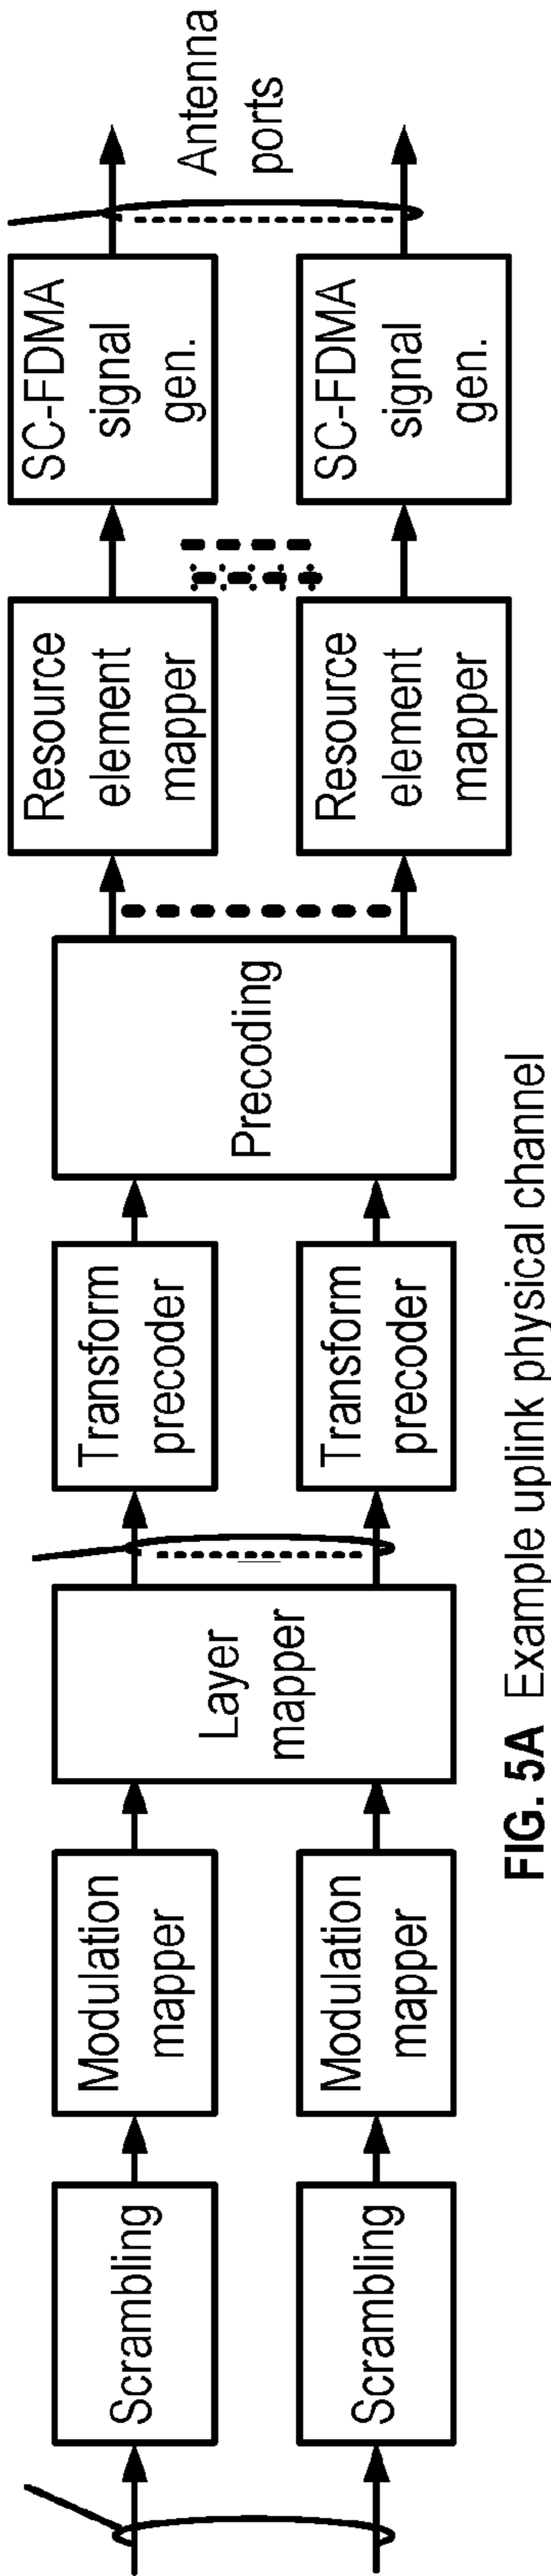 Scrambling
Scrambling
Modulation
mapper
Modulation
mapper
Layer
mapper
Transform
precoder
Transform
precoder
Precoding
Resource
element
mapper
Resource
element
mapper
SC-FDMA
signal
gen.
SC-FDMA
signal
gen.
Antenna
ports
FIG. 5A Example uplink physical channel